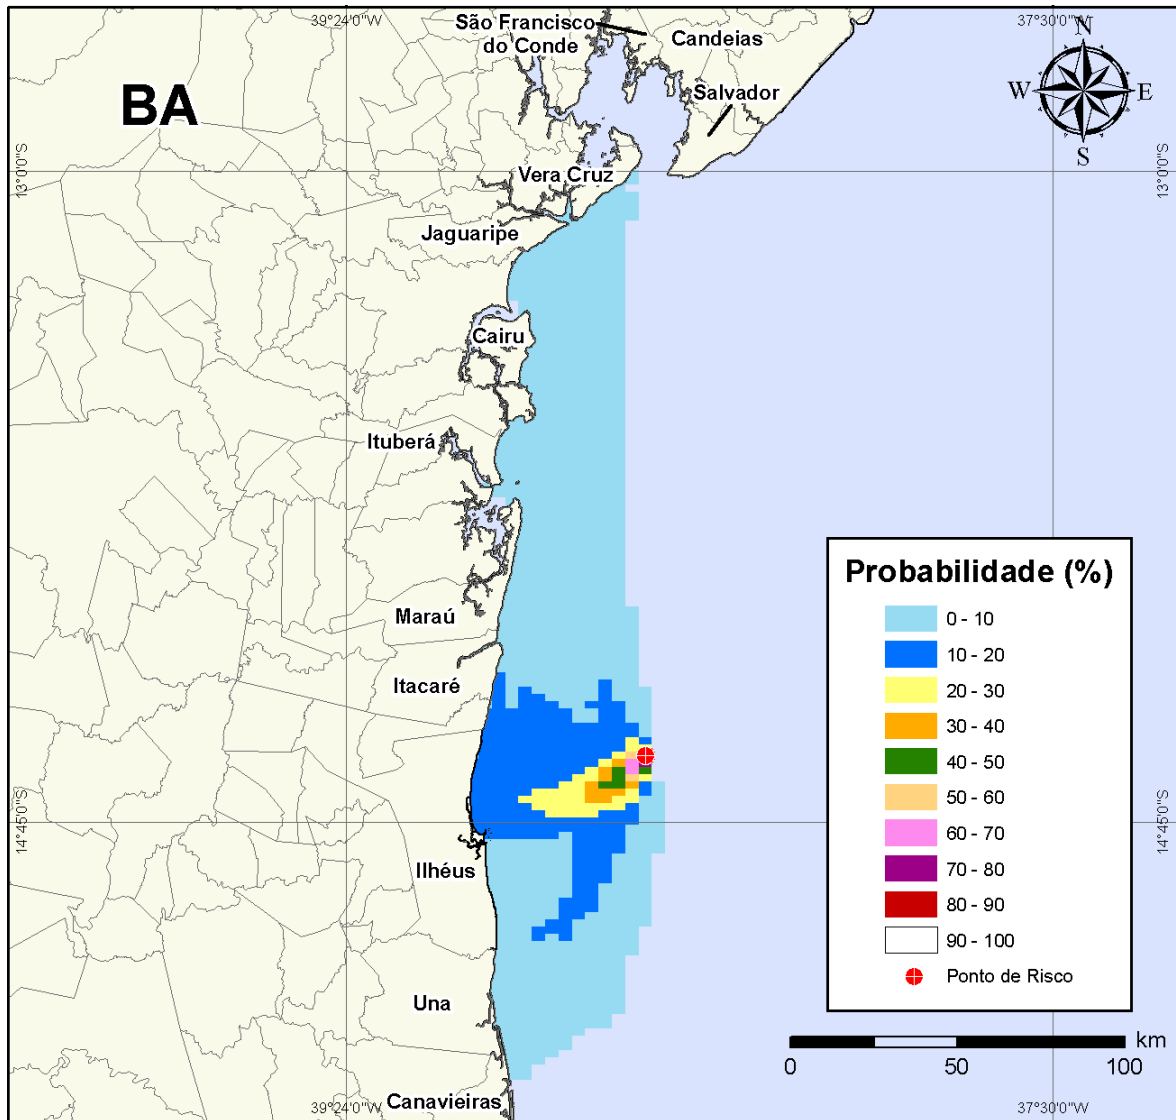 39°24'0"W
37°30'0"W
São Francisco
do Conde
Candeias
N
BA
Salvador
W
E
S
13°0'0"S
13°0'0"S
Vera Cruz
Jaguaripe
Cairu
Ituberá
Maraú
Itacaré
Probabilidade (%)
0 - 10
10 - 20
20 - 30
30 - 40
40 - 50
50 - 60
60 - 70
70 - 80
80 - 90
90 - 100
Ponto de Risco
14°45'0"S
14°45'0"S
Ilhéus
Una
km
0
50
100
Canavieiras
39°24'0"W
37°30'0"W